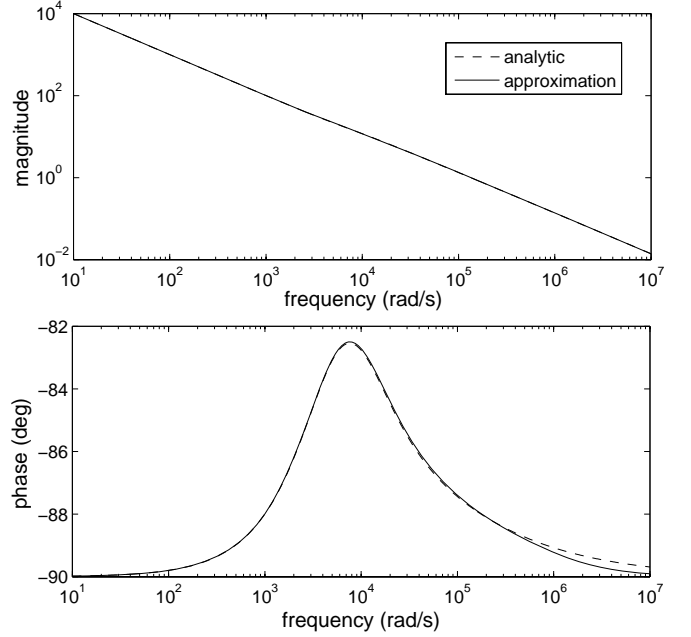 10^4
10^2
10^0
10^-2
magnitude
analytic
approximation
10^1 10^2 10^3 10^4 10^5 10^6 10^7
frequency (rad/s)
-82
-84
-86
-88
-90
phase (deg)
10^1 10^2 10^3 10^4 10^5 10^6 10^7
frequency (rad/s)